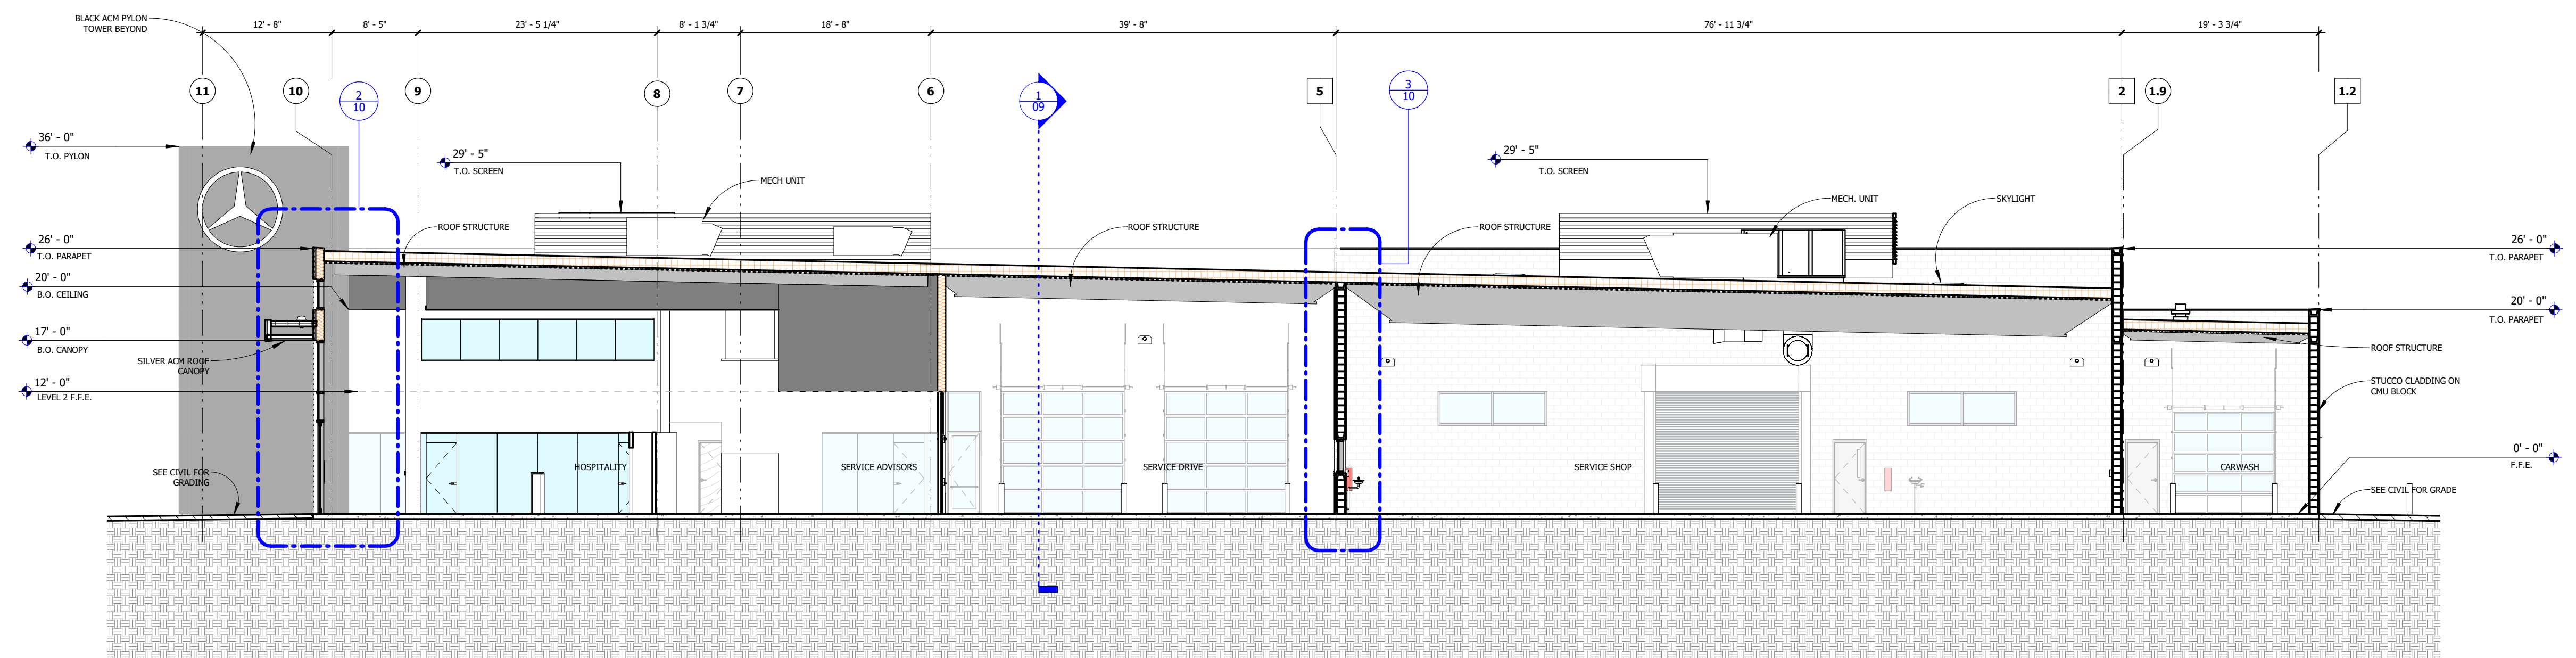 BLACK ACM PYLON
TOWER BEYOND
12' - 8"
8' - 5"
23' - 5 1/4"
8' - 1 3/4"
18' - 8"
39' - 8"
76' - 11 3/4"
19' - 3 3/4"
11
10
2
10
9
8
7
6
1
09
5
3
10
2
1.9
1.2
36' - 0"
T.O. PYLON
29' - 5"
T.O. SCREEN
MECH UNIT
29' - 5"
T.O. SCREEN
MECH. UNIT
SKYLIGHT
ROOF STRUCTURE
ROOF STRUCTURE
ROOF STRUCTURE
26' - 0"
T.O. PARAPET
26' - 0"
T.O. PARAPET
20' - 0"
B.O. CEILING
20' - 0"
T.O. PARAPET
17' - 0"
B.O. CANOPY
SILVER ACM ROOF
CANOPY
ROOF STRUCTURE
12' - 0"
LEVEL 2 F.F.E.
STUCCO CLADDING ON
CMU BLOCK
0' - 0"
F.F.E.
SEE CIVIL FOR
GRADING
HOSPITALITY
SERVICE ADVISORS
SERVICE DRIVE
SERVICE SHOP
CARWASH
SEE CIVIL FOR GRADE